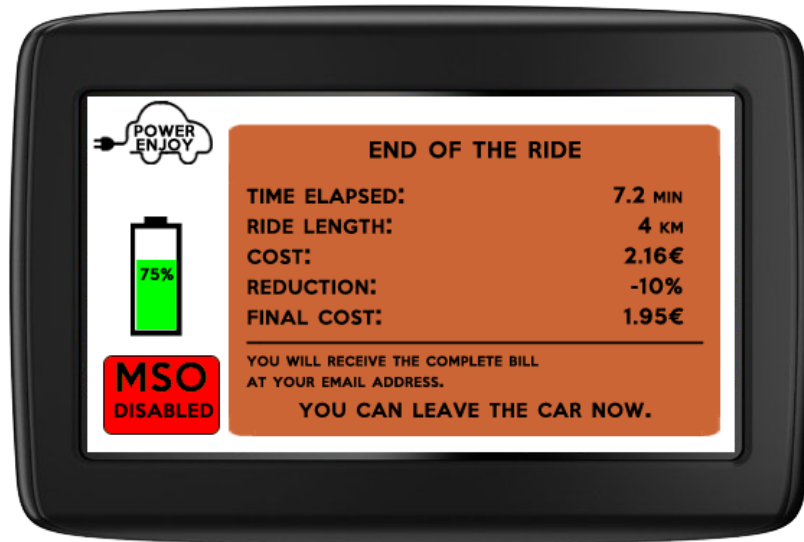 POWER
ENJOY
END OF THE RIDE
TIME ELAPSED: 7.2 MIN
RIDE LENGTH: 4 KM
COST: 2.16€
REDUCTION: -10%
FINAL COST: 1.95€
75%
YOU WILL RECEIVE THE COMPLETE BILL
AT YOUR EMAIL ADDRESS.
YOU CAN LEAVE THE CAR NOW.
MSO
DISABLED